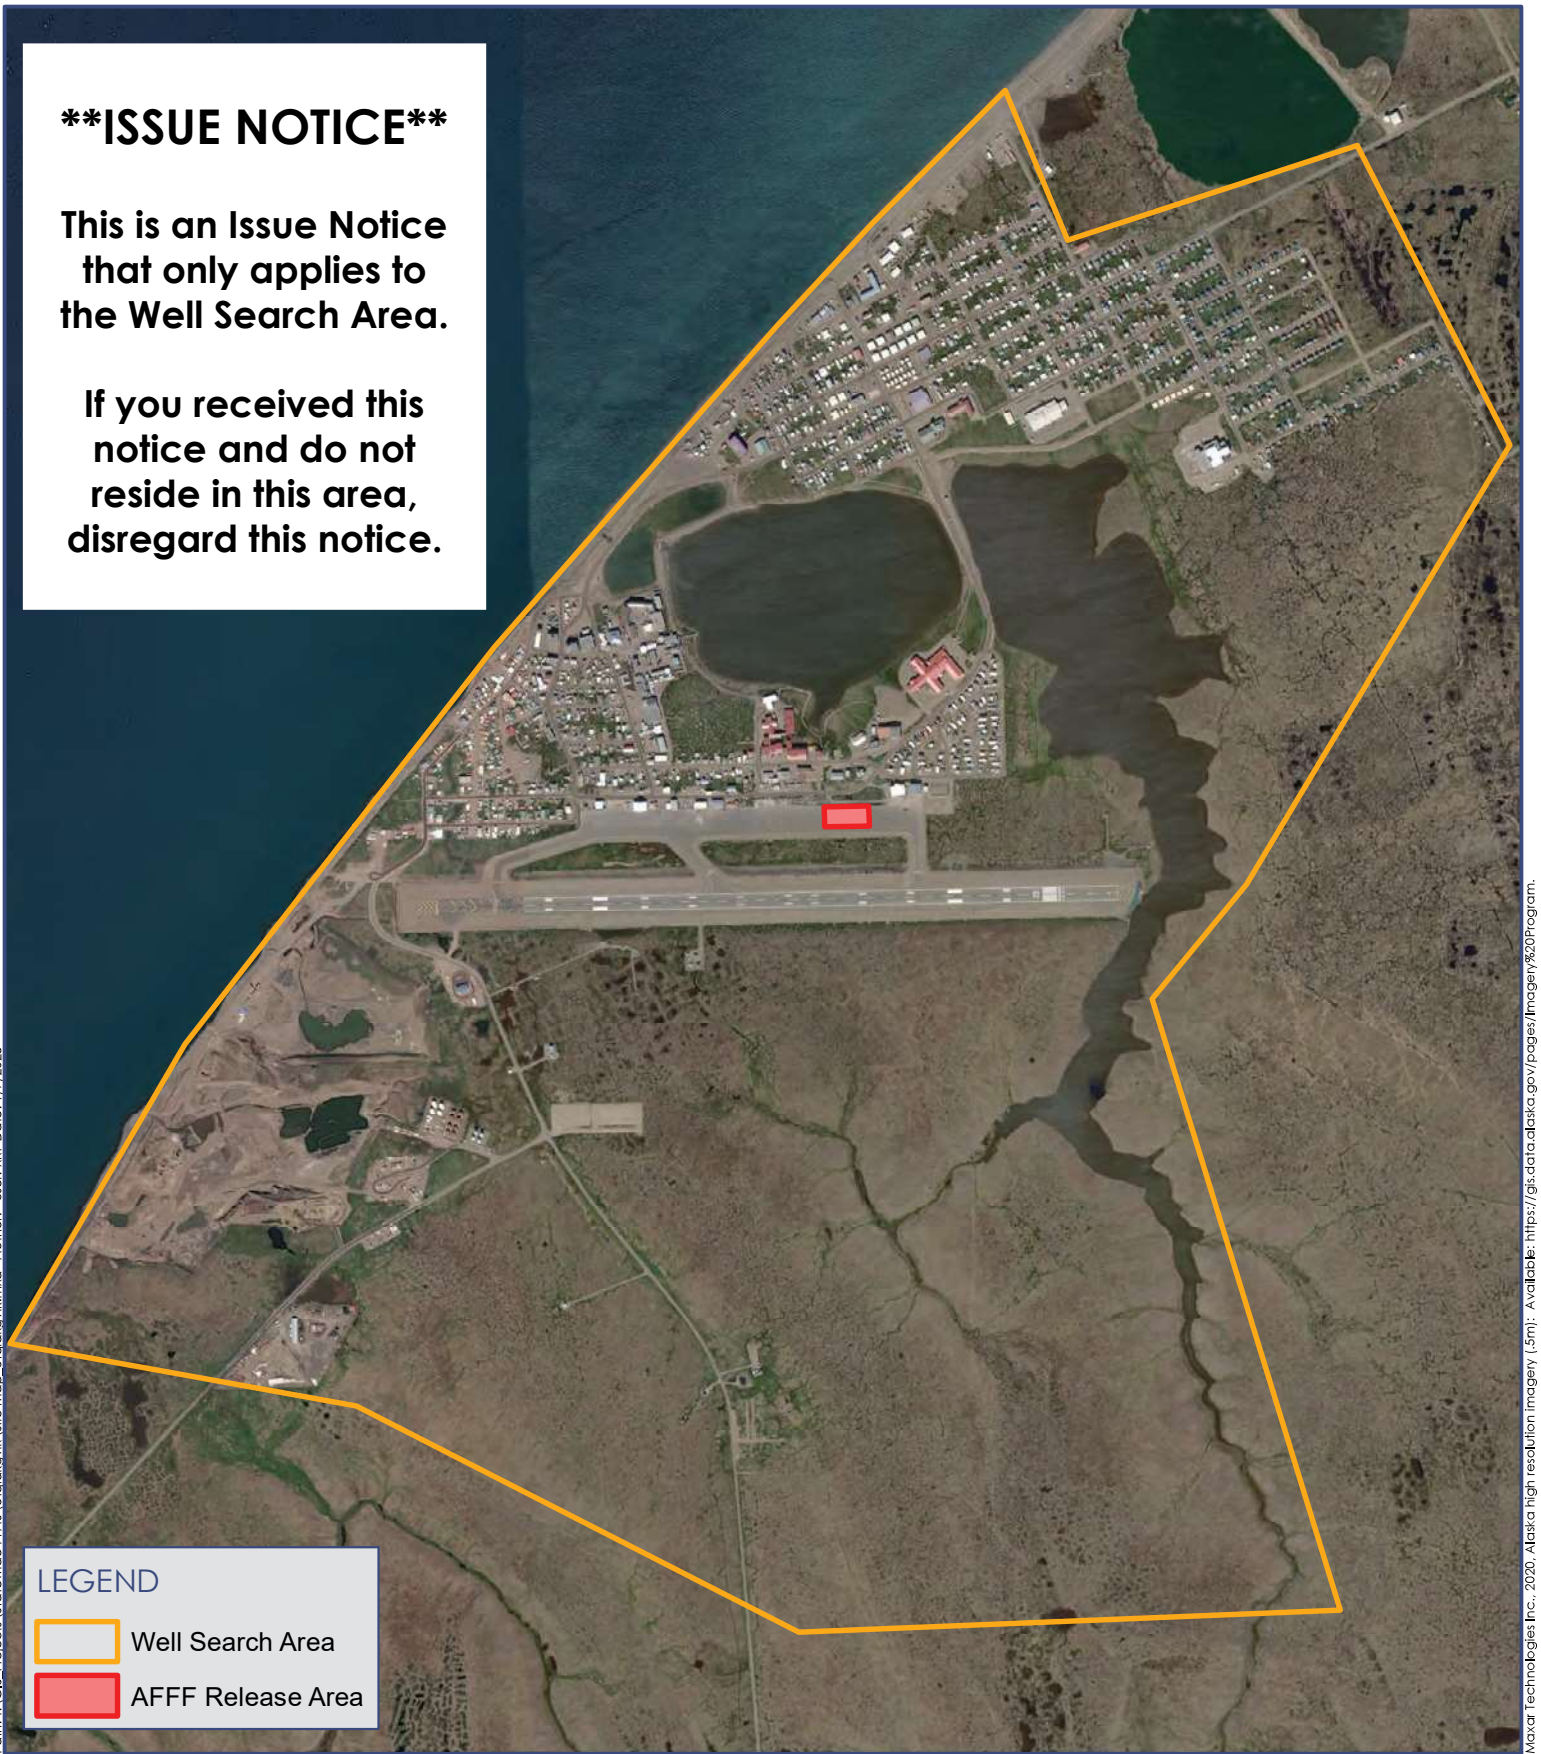 **ISSUE NOTICE**
This is an Issue Notice
that only applies to
the Well Search Area.
If you received this
notice and do not
reside in this area,
disregard this notice.
LEGEND
Well Search Area
AFFF Release Area
Maxar Technologies Inc., 2020, Alaska high resolution imagery (.5m): Available: https://gis.data.alaska.gov/pages/Imagery%20Program.